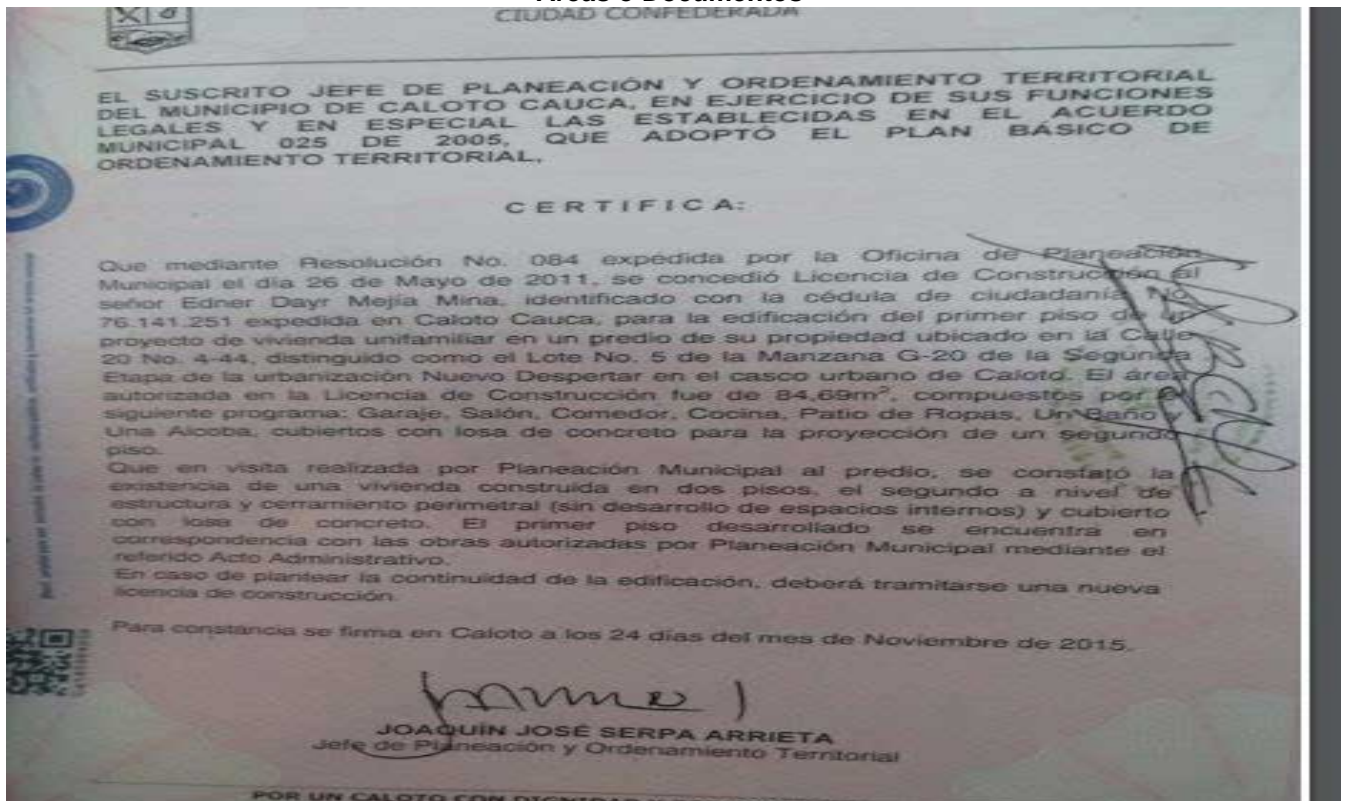 Áreas o Documentos
CIUDAD CONFEDERADA
EL SUSCRITO JEFE DE PLANEACIÓN Y ORDENAMIENTO TERRITORIAL
DEL MUNICIPIO DE CALOTO CAUCA, EN EJERCICIO DE SUS FUNCIONES
LEGALES Y EN ESPECIAL LAS ESTABLECIDAS EN EL ACUERDO
MUNICIPAL 025 DE 2005, QUE ADOPTÓ EL PLAN BÁSICO DE
ORDENAMIENTO TERRITORIAL,
CERTIFICA:
Que mediante Resolución No. 084 expédida por la Oficina de Planeación
Municipal el día 26 de Mayo de 2011, se concedió Licencia de Construcción al
señor Edner Dayr Mejía Mina, identificado con la cédula de ciudadanía No
76.141.251 expedida en Caloto Cauca, para la edificación del primer piso de un
proyecto de vivienda unifamiliar en un predio de su propiedad ubicado en la Calle
20 No. 4-44, distinguido como el Lote No. 5 de la Manzana G-20 de la Segunda
Etapa de la urbanización Nuevo Despertar en el casco urbano de Caloto. El área
autorizada en la Licencia de Construcción fue de 84,69m², compuestos por el
siguiente programa: Garaje, Salón, Comedor, Cocina, Patio de Ropas, Un Baño y
Una Alcoba, cubiertos con losa de concreto para la proyección de un segundo
piso.
Que en visita realizada por Planeación Municipal al predio, se constató la
existencia de una vivienda construida en dos pisos, el segundo a nivel de
estructura y cerramiento perimetral (sin desarrollo de espacios internos) y cubierto
con losa de concreto. El primer piso desarrollado se encuentra en
correspondencia con las obras autorizadas por Planeación Municipal mediante el
referido Acto Administrativo.
En caso de plantear la continuidad de la edificación, deberá tramitarse una nueva
licencia de construcción.
Para constancia se firma en Caloto a los 24 días del mes de Noviembre de 2015.
JOAQUÍN JOSÉ SERPA ARRIETA
Jefe de Planeación y Ordenamiento Territorial
POR UN CALOTO CON DIGNIDAD